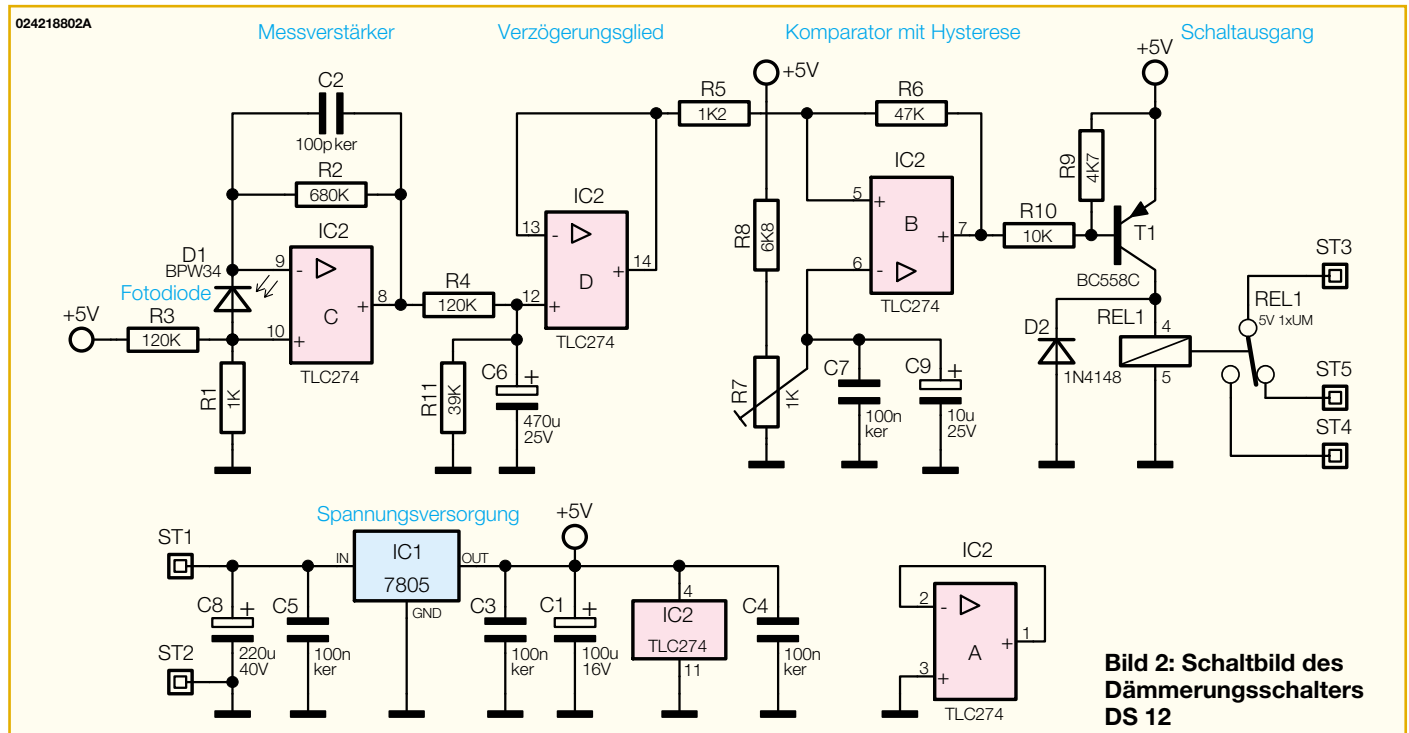 024218802A
Messverstärker
Verzögerungsglied
Komparator mit Hysterese
Schaltausgang
C2
100p ker
R2
680K
IC2
D1
BPW34
Fotodiode
9
-
C
+
8
10
+
TLC274
+5V
R3
120K
R1
1K
R4
120K
R11
39K
C6
+
470u
25V
IC2
13
-
D
+
14
12
+
TLC274
R5
1K2
+5V
R6
47K
IC2
5
+
B
+
7
6
-
TLC274
R8
6K8
R7
1K
C7
100n
ker
C9
+
10u
25V
+5V
R9
4K7
R10
10K
T1
BC558C
D2
1N4148
REL1
4
5
REL1
5V 1xUM
ST3
ST5
ST4
Spannungsversorgung
ST1
ST2
C8
+
220u
40V
C5
100n
ker
IN
IC1
7805
OUT
GND
C3
100n
ker
+5V
C1
+
100u
16V
4
IC2
TLC274
11
C4
100n
ker
IC2
2
-
A
+
1
3
+
TLC274
Bild 2: Schaltbild des
Dämmerungsschalters
DS 12